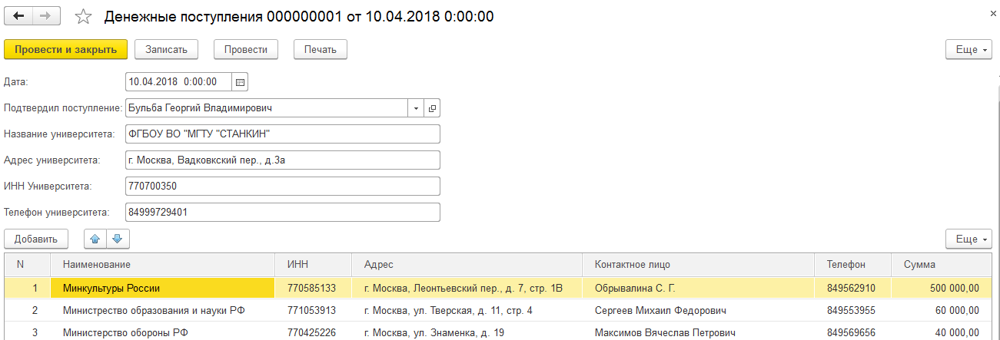 Денежные поступления 000000001 от 10.04.2018 0:00:00
Провести и закрыть Записать Провести Печать Еще
Дата: 10.04.2018 0:00:00
Подтвердил поступление: Бульба Георгий Владимирович
Название университета: ФГБОУ ВО "МГТУ "СТАНКИН"
Адрес университета: г. Москва, Вадковкский пер., д.3а
ИНН Университета: 770700350
Телефон университета: 84999729401
Добавить Еще
N Наименование ИНН Адрес Контактное лицо Телефон Сумма
1 Минкультуры России 770585133 г. Москва, Леонтьевский пер., д. 7, стр. 1В Обрывалина С. Г. 849562910 500 000,00
2 Министрество образования и науки РФ 771053913 г. Москва, ул. Тверская, д. 11, стр. 4 Сергеев Михаил Федорович 849553955 60 000,00
3 Министерство обороны РФ 770425226 г. Москва, ул. Знаменка, д. 19 Максимов Вячеслав Петрович 849569656 40 000,00